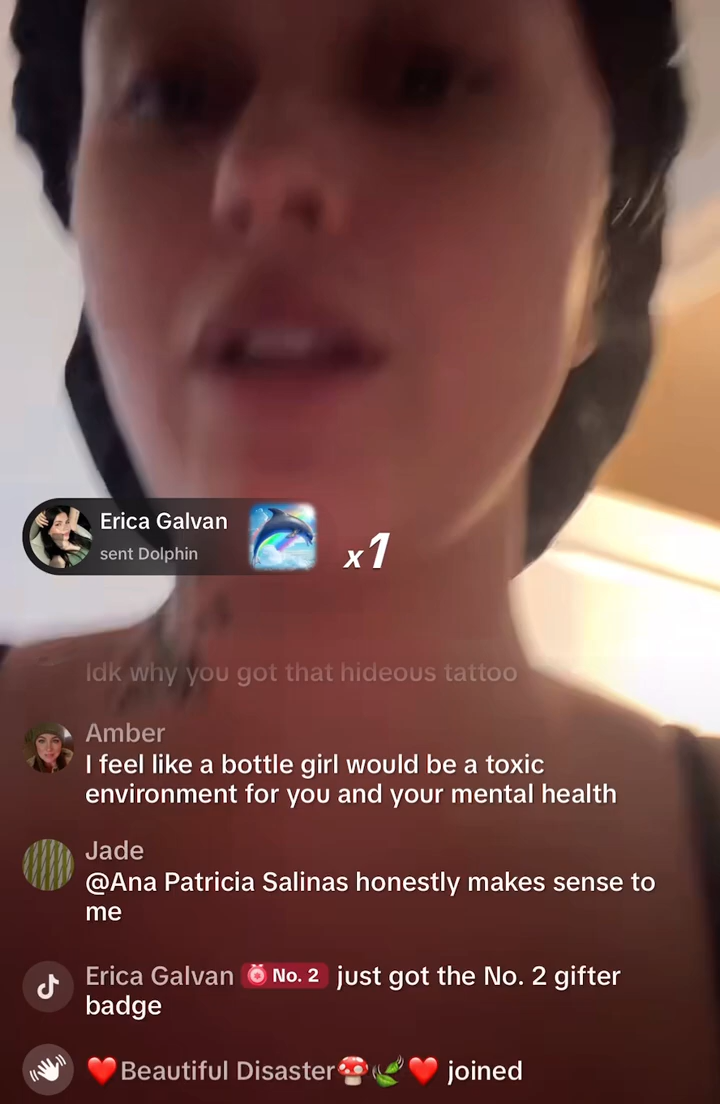 Erica Galvan
sent Dolphin
x1
Idk why you got that hideous tattoo
Amber
I feel like a bottle girl would be a toxic
environment for you and your mental health
Jade
@Ana Patricia Salinas honestly makes sense to
me
Erica Galvan No. 2 just got the No. 2 gifter
badge
❤️Beautiful Disaster🍄🌿❤️ joined